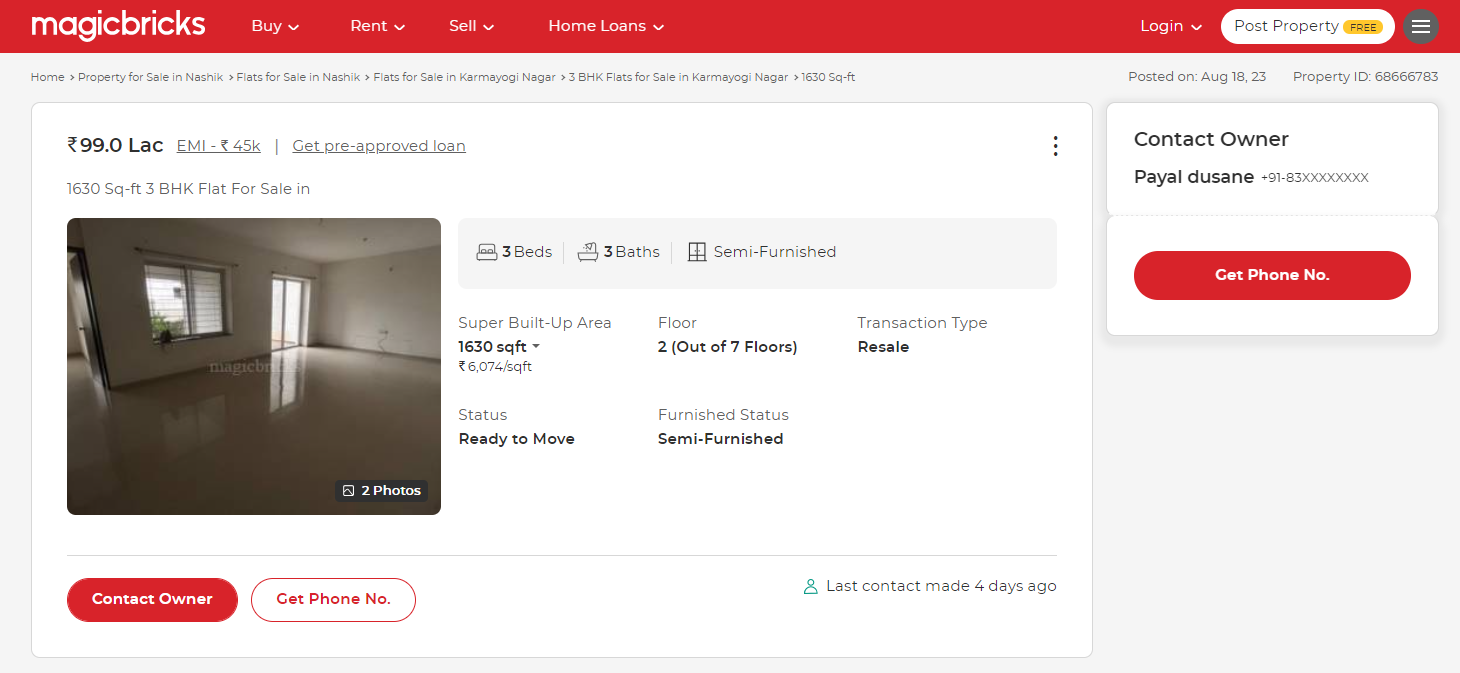 magicbricks
Buy Rent Sell Home Loans Login Post Property FREE
Home > Property for Sale in Nashik > Flats for Sale in Nashik > Flats for Sale in Karmayogi Nagar > 3 BHK Flats for Sale in Karmayogi Nagar > 1630 Sq-ft
Posted on: Aug 18, 23 Property ID: 68666783
₹99.0 Lac EMI - ₹ 45k | Get pre-approved loan
1630 Sq-ft 3 BHK Flat For Sale in
magicbricks
2 Photos
3 Beds 3 Baths Semi-Furnished
Super Built-Up Area
1630 sqft
₹6,074/sqft
Floor
2 (Out of 7 Floors)
Transaction Type
Resale
Status
Ready to Move
Furnished Status
Semi-Furnished
Contact Owner Get Phone No.
Last contact made 4 days ago
Contact Owner
Payal dusane +91-83XXXXXXXX
Get Phone No.